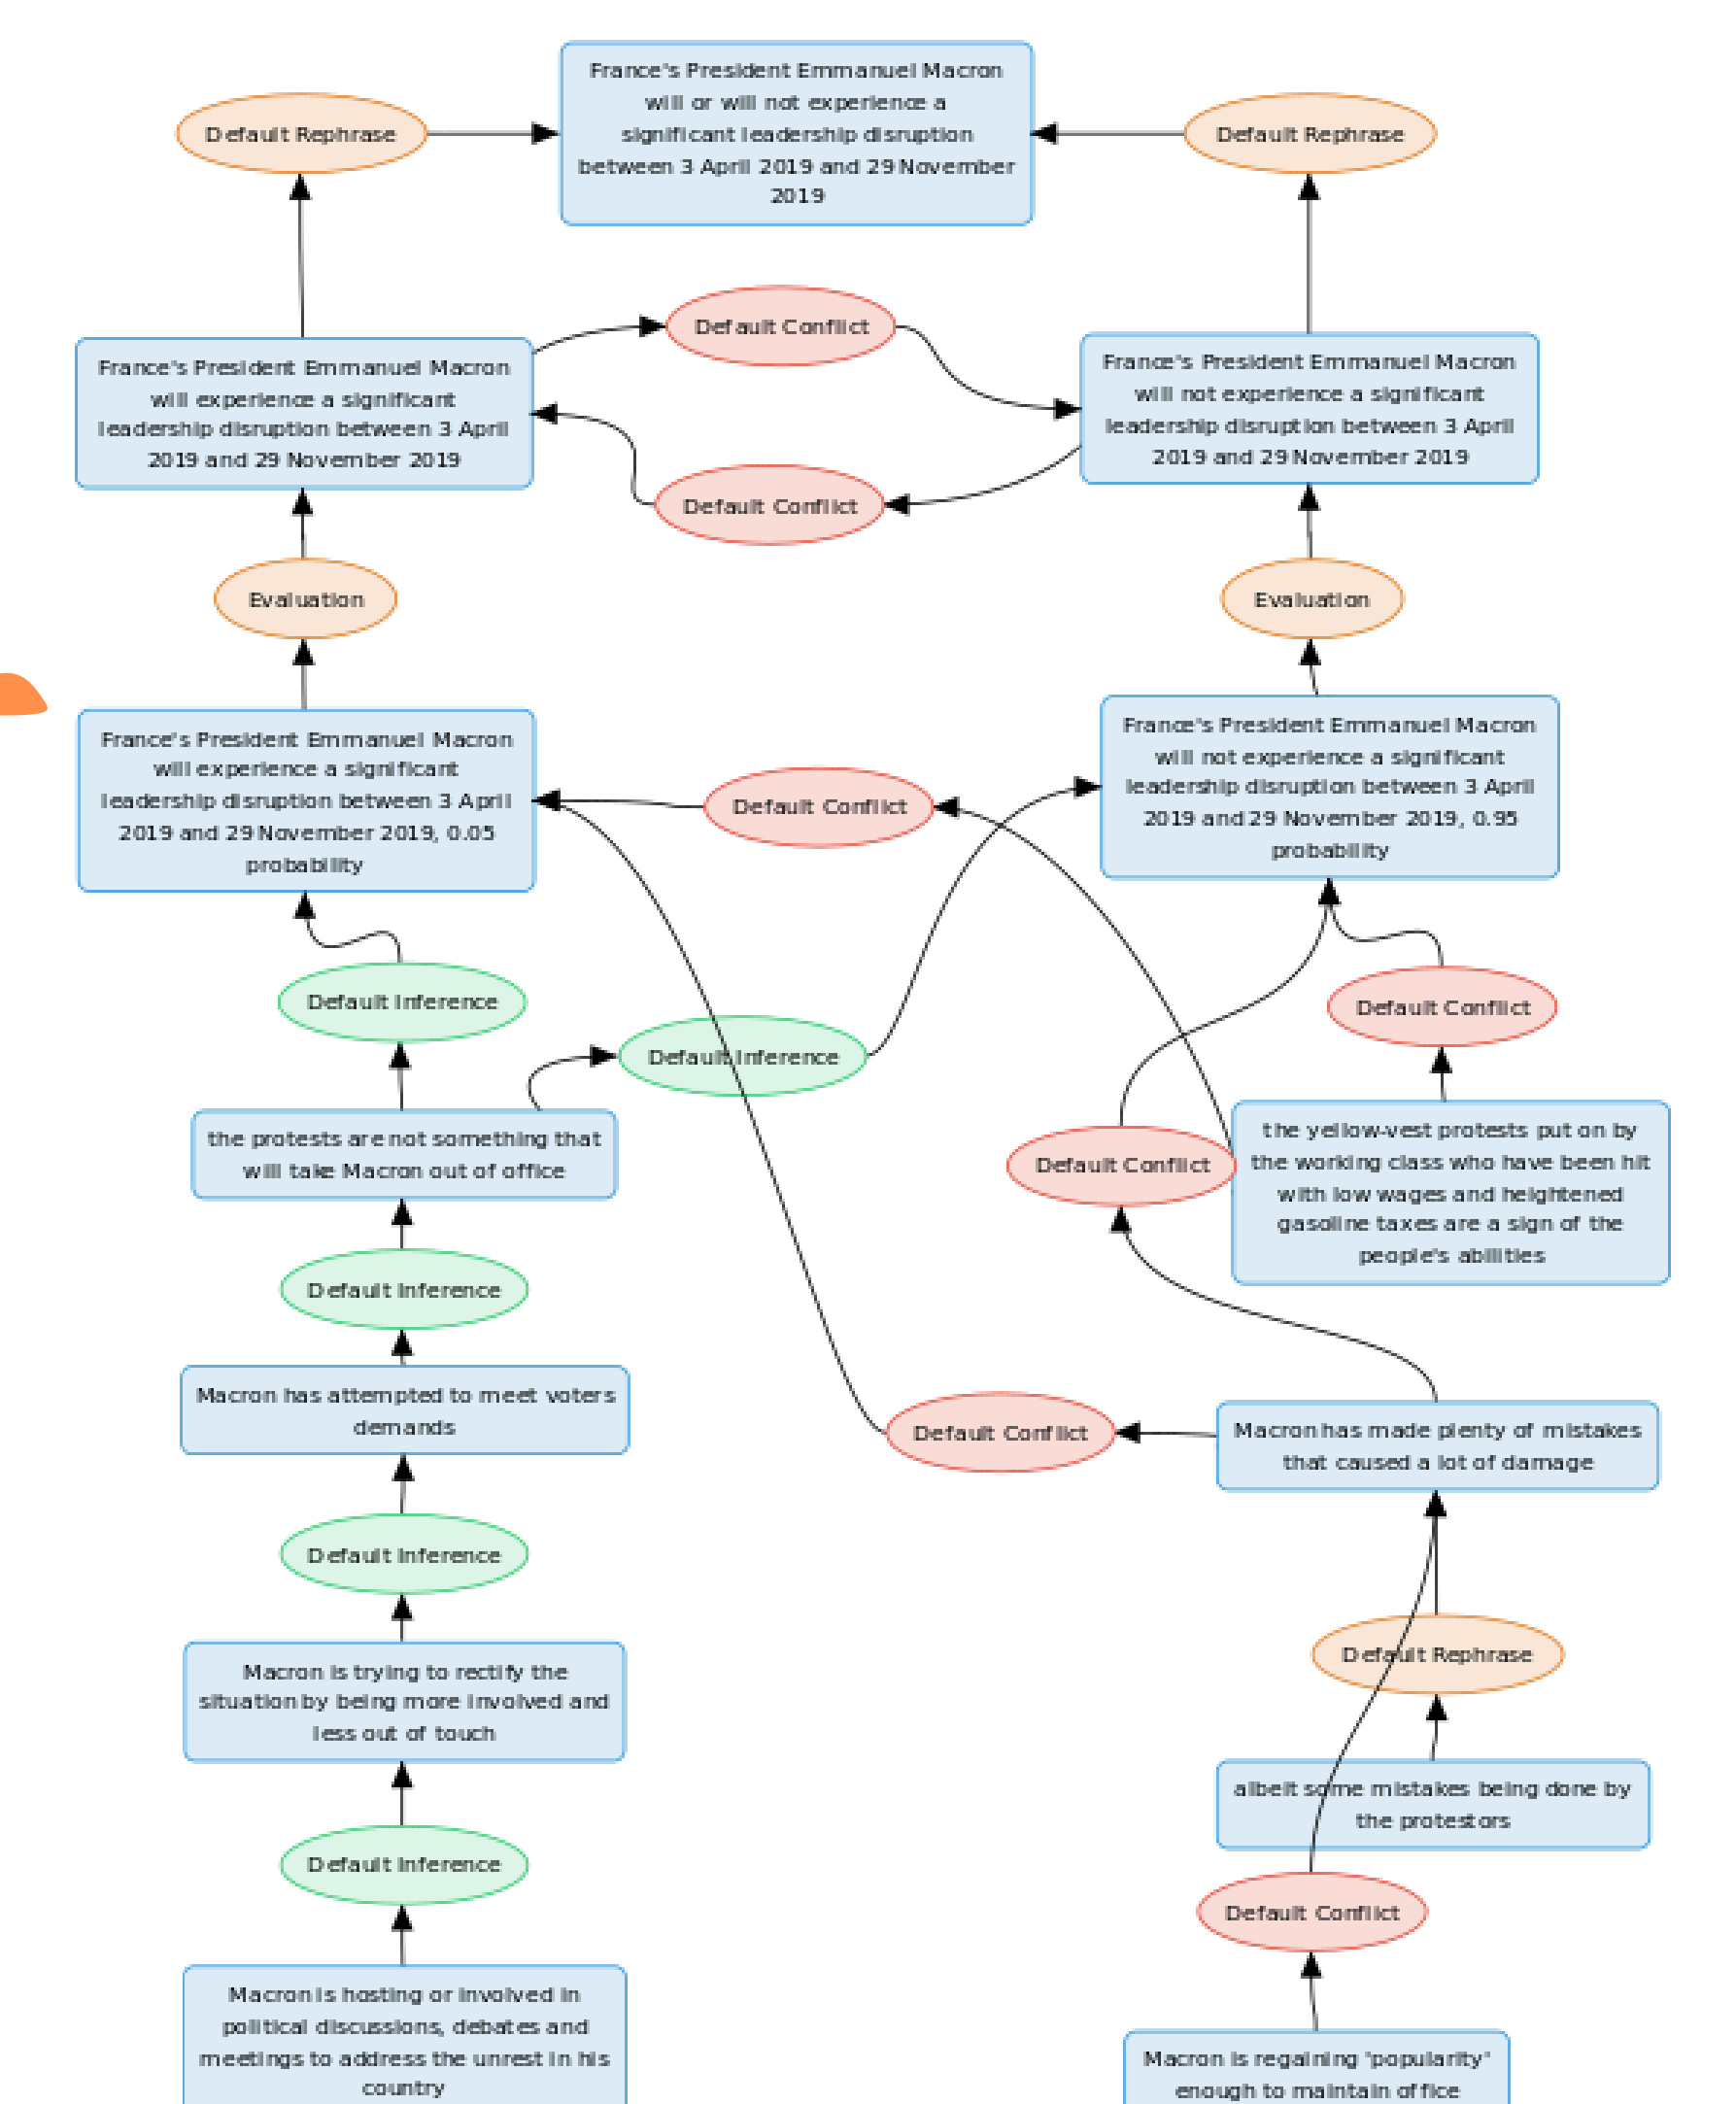 France's President Emmanuel Macron
will or will not experience a
significant leadership disruption
between 3 April 2019 and 29 November
2019
Default Rephrase
Default Rephrase
Default Conflict
France's President Emmanuel Macron
will experience a significant
leadership disruption between 3 April
2019 and 29 November 2019
France's President Emmanuel Macron
will not experience a significant
leadership disruption between 3 April
2019 and 29 November 2019
Default Conflict
Evaluation
Evaluation
France's President Emmanuel Macron
will experience a significant
leadership disruption between 3 April
2019 and 29 November 2019, 0.05
probability
Default Conflict
France's President Emmanuel Macron
will not experience a significant
leadership disruption between 3 April
2019 and 29 November 2019, 0.95
probability
Default Inference
Default Inference
Default Conflict
the protests are not something that
will take Macron out of office
Default Conflict
the yellow-vest protests put on by
the working class who have been hit
with low wages and heightened
gasoline taxes are a sign of the
people's abilities
Default Inference
Macron has attempted to meet voters
demands
Default Conflict
Macron has made plenty of mistakes
that caused a lot of damage
Default Inference
Default Rephrase
Macron is trying to rectify the
situation by being more involved and
less out of touch
albeit some mistakes being done by
the protestors
Default Inference
Default Conflict
Macron is hosting or involved in
political discussions, debates and
meetings to address the unrest in his
country
Macron is regaining 'popularity'
enough to maintain office